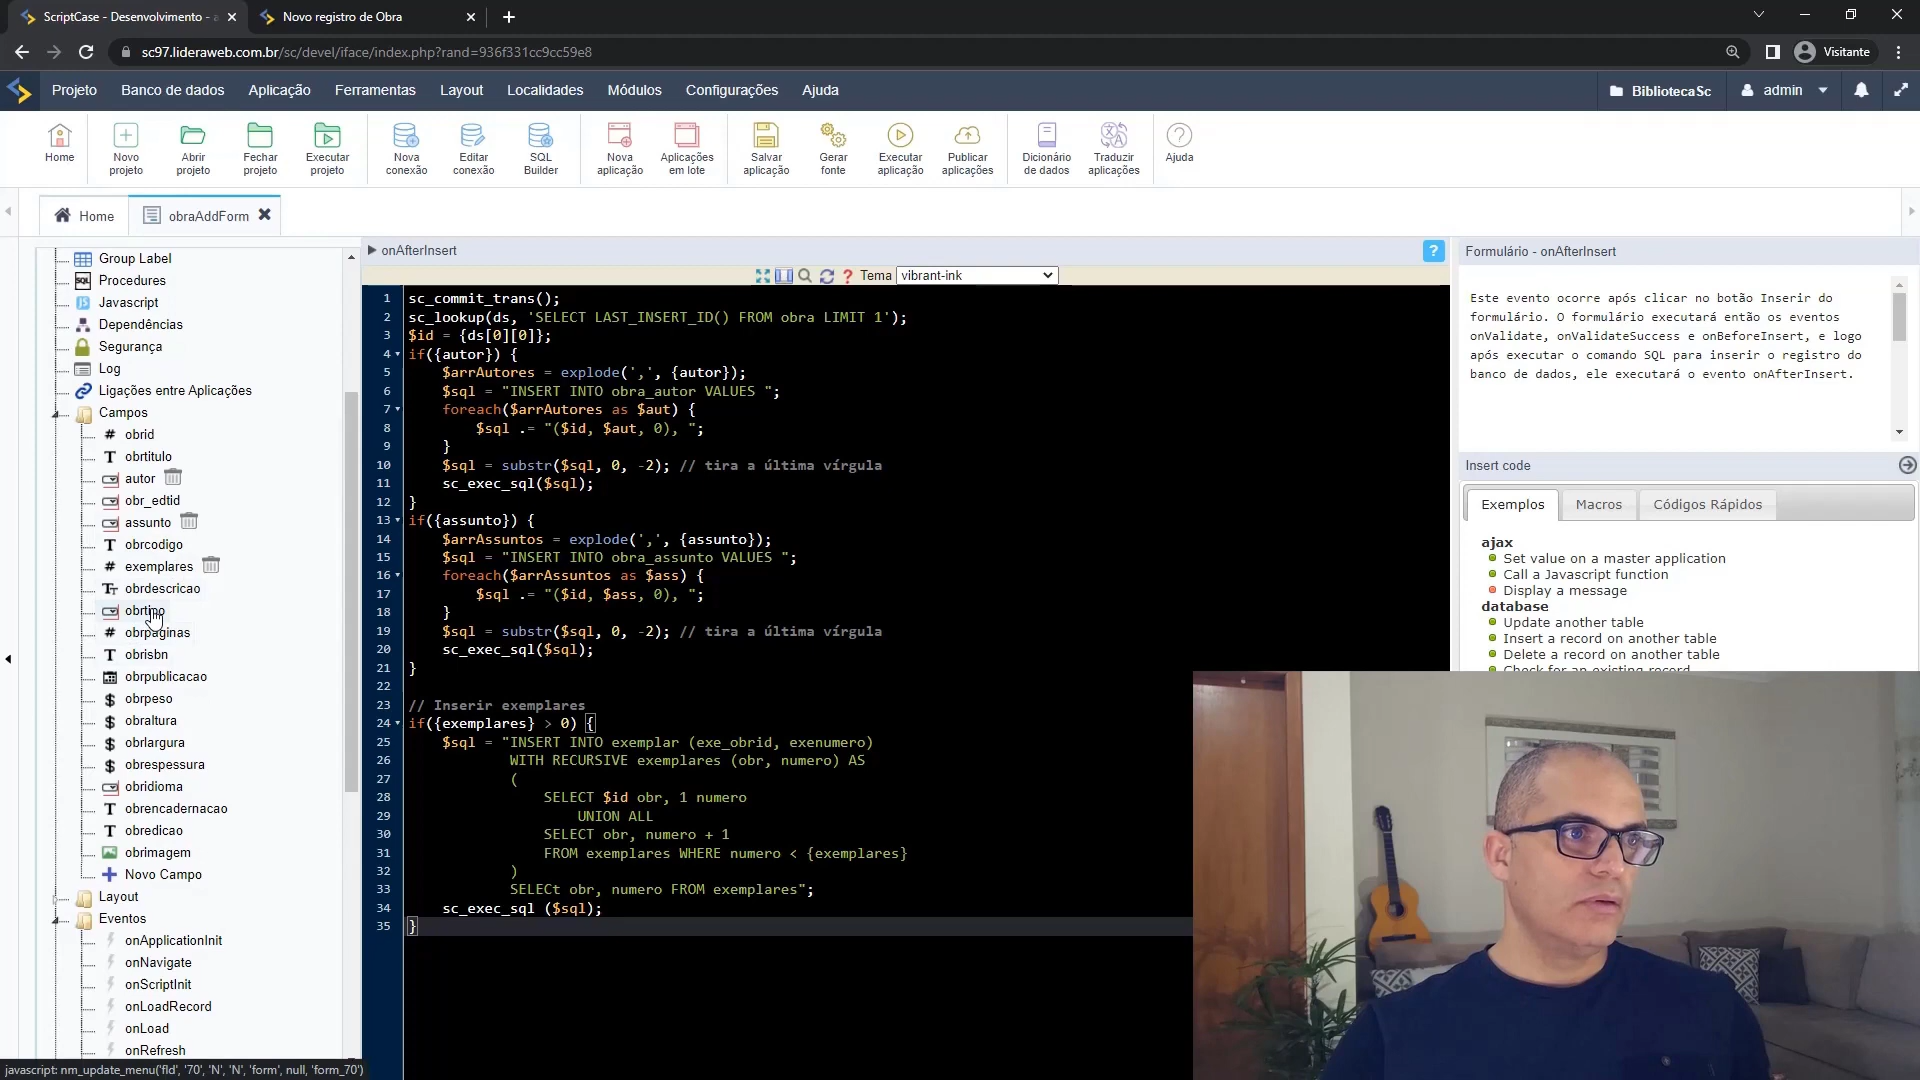 ScriptCase - Desenvolvimento - a
Novo registro de Obra
sc97.lideraweb.com.br/sc/devel/iface/index.php?rand=936f331cc9cc59e8
Visitante
Projeto Banco de dados Aplicação Ferramentas Layout Localidades Módulos Configurações Ajuda
BibliotecaSc admin
Home
Novo projeto
Abrir projeto
Fechar projeto
Executar projeto
Nova conexão
Editar conexão
SQL Builder
Nova aplicação
Aplicações em lote
Salvar aplicação
Gerar fonte
Executar aplicação
Publicar aplicações
Dicionário de dados
Traduzir aplicações
Ajuda
Home obraAddForm
Group Label
Procedures
Javascript
Dependências
Segurança
Log
Ligações entre Aplicações
Campos
obrid
obrtitulo
autor
obr_edtid
assunto
obrcodigo
exemplares
obrdescricao
obrtipo
obrpaginas
obrisbn
obrpublicacao
obrpeso
obraltura
obrlargura
obrespessura
obridioma
obrencadernacao
obredicao
obrimagem
Novo Campo
Layout
Eventos
onApplicationInit
onNavigate
onScriptInit
onLoadRecord
onLoad
onRefresh
javascript: nm_update_menu('fld', '70', 'N', 'N', 'form', null, 'form_70')
onAfterInsert
?
? Tema vibrant-ink
1 sc_commit_trans();
2 sc_lookup(ds, 'SELECT LAST_INSERT_ID() FROM obra LIMIT 1');
3 $id = {ds[0][0]};
4 if({autor}) {
5 $arrAutores = explode(',', {autor});
6 $sql = "INSERT INTO obra_autor VALUES ";
7 foreach($arrAutores as $aut) {
8 $sql .= "($id, $aut, 0), ";
9 }
10 $sql = substr($sql, 0, -2); // tira a última vírgula
11 sc_exec_sql($sql);
12 }
13 if({assunto}) {
14 $arrAssuntos = explode(',', {assunto});
15 $sql = "INSERT INTO obra_assunto VALUES ";
16 foreach($arrAssuntos as $ass) {
17 $sql .= "($id, $ass, 0), ";
18 }
19 $sql = substr($sql, 0, -2); // tira a última vírgula
20 sc_exec_sql($sql);
21 }
22
23 // Inserir exemplares
24 if({exemplares} > 0) {
25 $sql = "INSERT INTO exemplar (exe_obrid, exenumero)
26 WITH RECURSIVE exemplares (obr, numero) AS
27 (
28 SELECT $id obr, 1 numero
29 UNION ALL
30 SELECT obr, numero + 1
31 FROM exemplares WHERE numero < {exemplares}
32 )
33 SELECt obr, numero FROM exemplares";
34 sc_exec_sql ($sql);
35 }
Formulário - onAfterInsert
Este evento ocorre após clicar no botão Inserir do
formulário. O formulário executará então os eventos
onValidate, onValidateSuccess e onBeforeInsert, e logo
após executar o comando SQL para inserir o registro do
banco de dados, ele executará o evento onAfterInsert.
Insert code
Exemplos Macros Códigos Rápidos
ajax
Set value on a master application
Call a Javascript function
Display a message
database
Update another table
Insert a record on another table
Delete a record on another table
Check for an existing record